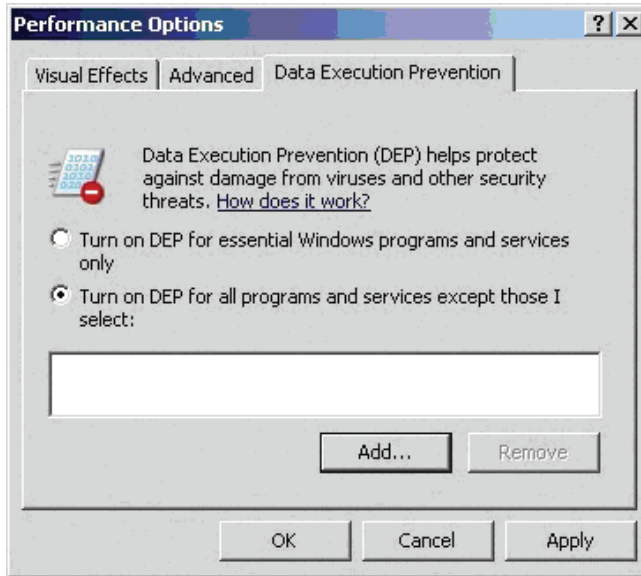 Performance Options
Visual Effects
Advanced
Data Execution Prevention
Data Execution Prevention (DEP) helps protect
against damage from viruses and other security
threats. How does it work?
Turn on DEP for essential Windows programs and services
only
Turn on DEP for all programs and services except those I
select:
Add...
Remove
OK
Cancel
Apply